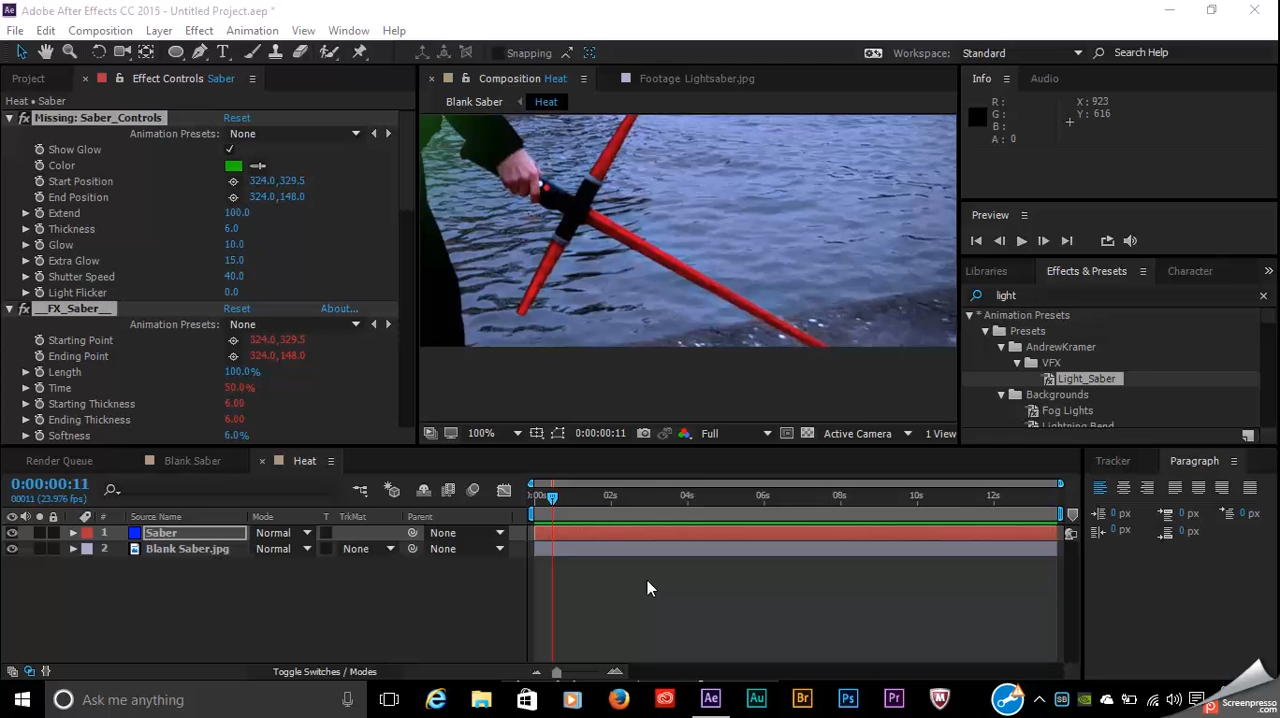 Adobe After Effects CC 2015 - Untitled Project.aep *
File Edit Composition Layer Effect Animation View Window Help
Snapping
Workspace: Standard
Search Help
Project
Effect Controls Saber
Heat • Saber
fx Missing: Saber_Controls Reset
Animation Presets: None
Show Glow
Color
Start Position 324.0,329.5
End Position 324.0,148.0
Extend 100.0
Thickness 6.0
Glow 10.0
Extra Glow 15.0
Shutter Speed 40.0
Light Flicker 0.0
fx __FX_Saber__ Reset About...
Animation Presets: None
Starting Point 324.0,329.5
Ending Point 324.0,148.0
Length 100.0%
Time 50.0%
Starting Thickness 6.00
Ending Thickness 6.00
Softness 6.0%
Composition Heat
Footage Lightsaber.jpg
Blank Saber Heat
100% 0:00:00:11 Full Active Camera 1 View
Info Audio
R:
G:
B:
A: 0
X: 923
Y: 616
Preview
Libraries Effects & Presets Character
light
* Animation Presets
Presets
AndrewKramer
VFX
Light_Saber
Backgrounds
Fog Lights
Lightning Bend
Render Queue
Blank Saber
Heat
0:00:00:11
00011 (23.976 fps)
:00s 02s 04s 06s 08s 10s 12s
# Source Name Mode T TrkMat Parent
1 Saber Normal None
2 Blank Saber.jpg Normal None None
Toggle Switches / Modes
Tracker Paragraph
0 px 0 px 0 px
0 px 0 px
Ask me anything
Ae Au Br Ps Pr
SB
Screenpresso
.com